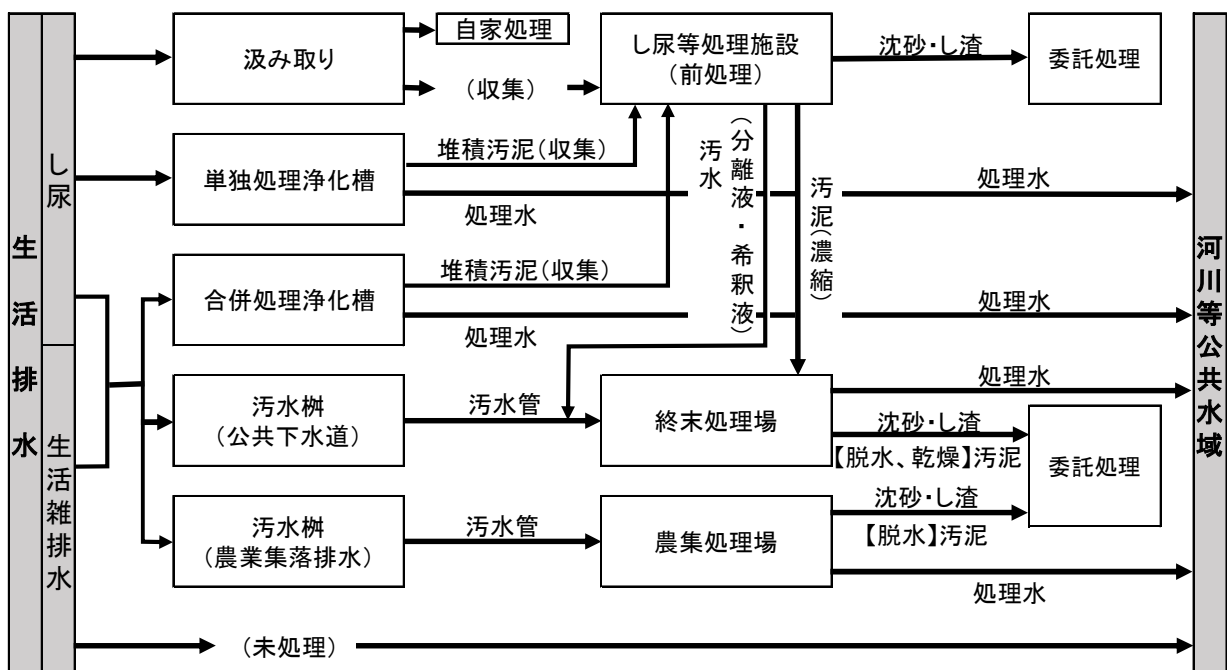 生活排水
し尿
生活雑排水
汲み取り
自家処理
(収集)
し尿等処理施設
(前処理)
沈砂・し渣
委託処理
単独処理浄化槽
堆積汚泥(収集)
処理水
処理水
汚水
(分離液・希釈液)
汚泥(濃縮)
合併処理浄化槽
堆積汚泥(収集)
処理水
処理水
汚水桝
(公共下水道)
汚水管
終末処理場
処理水
沈砂・し渣
【脱水、乾燥】汚泥
委託処理
汚水桝
(農業集落排水)
汚水管
農集処理場
沈砂・し渣
【脱水】汚泥
処理水
(未処理)
河川等公共水域